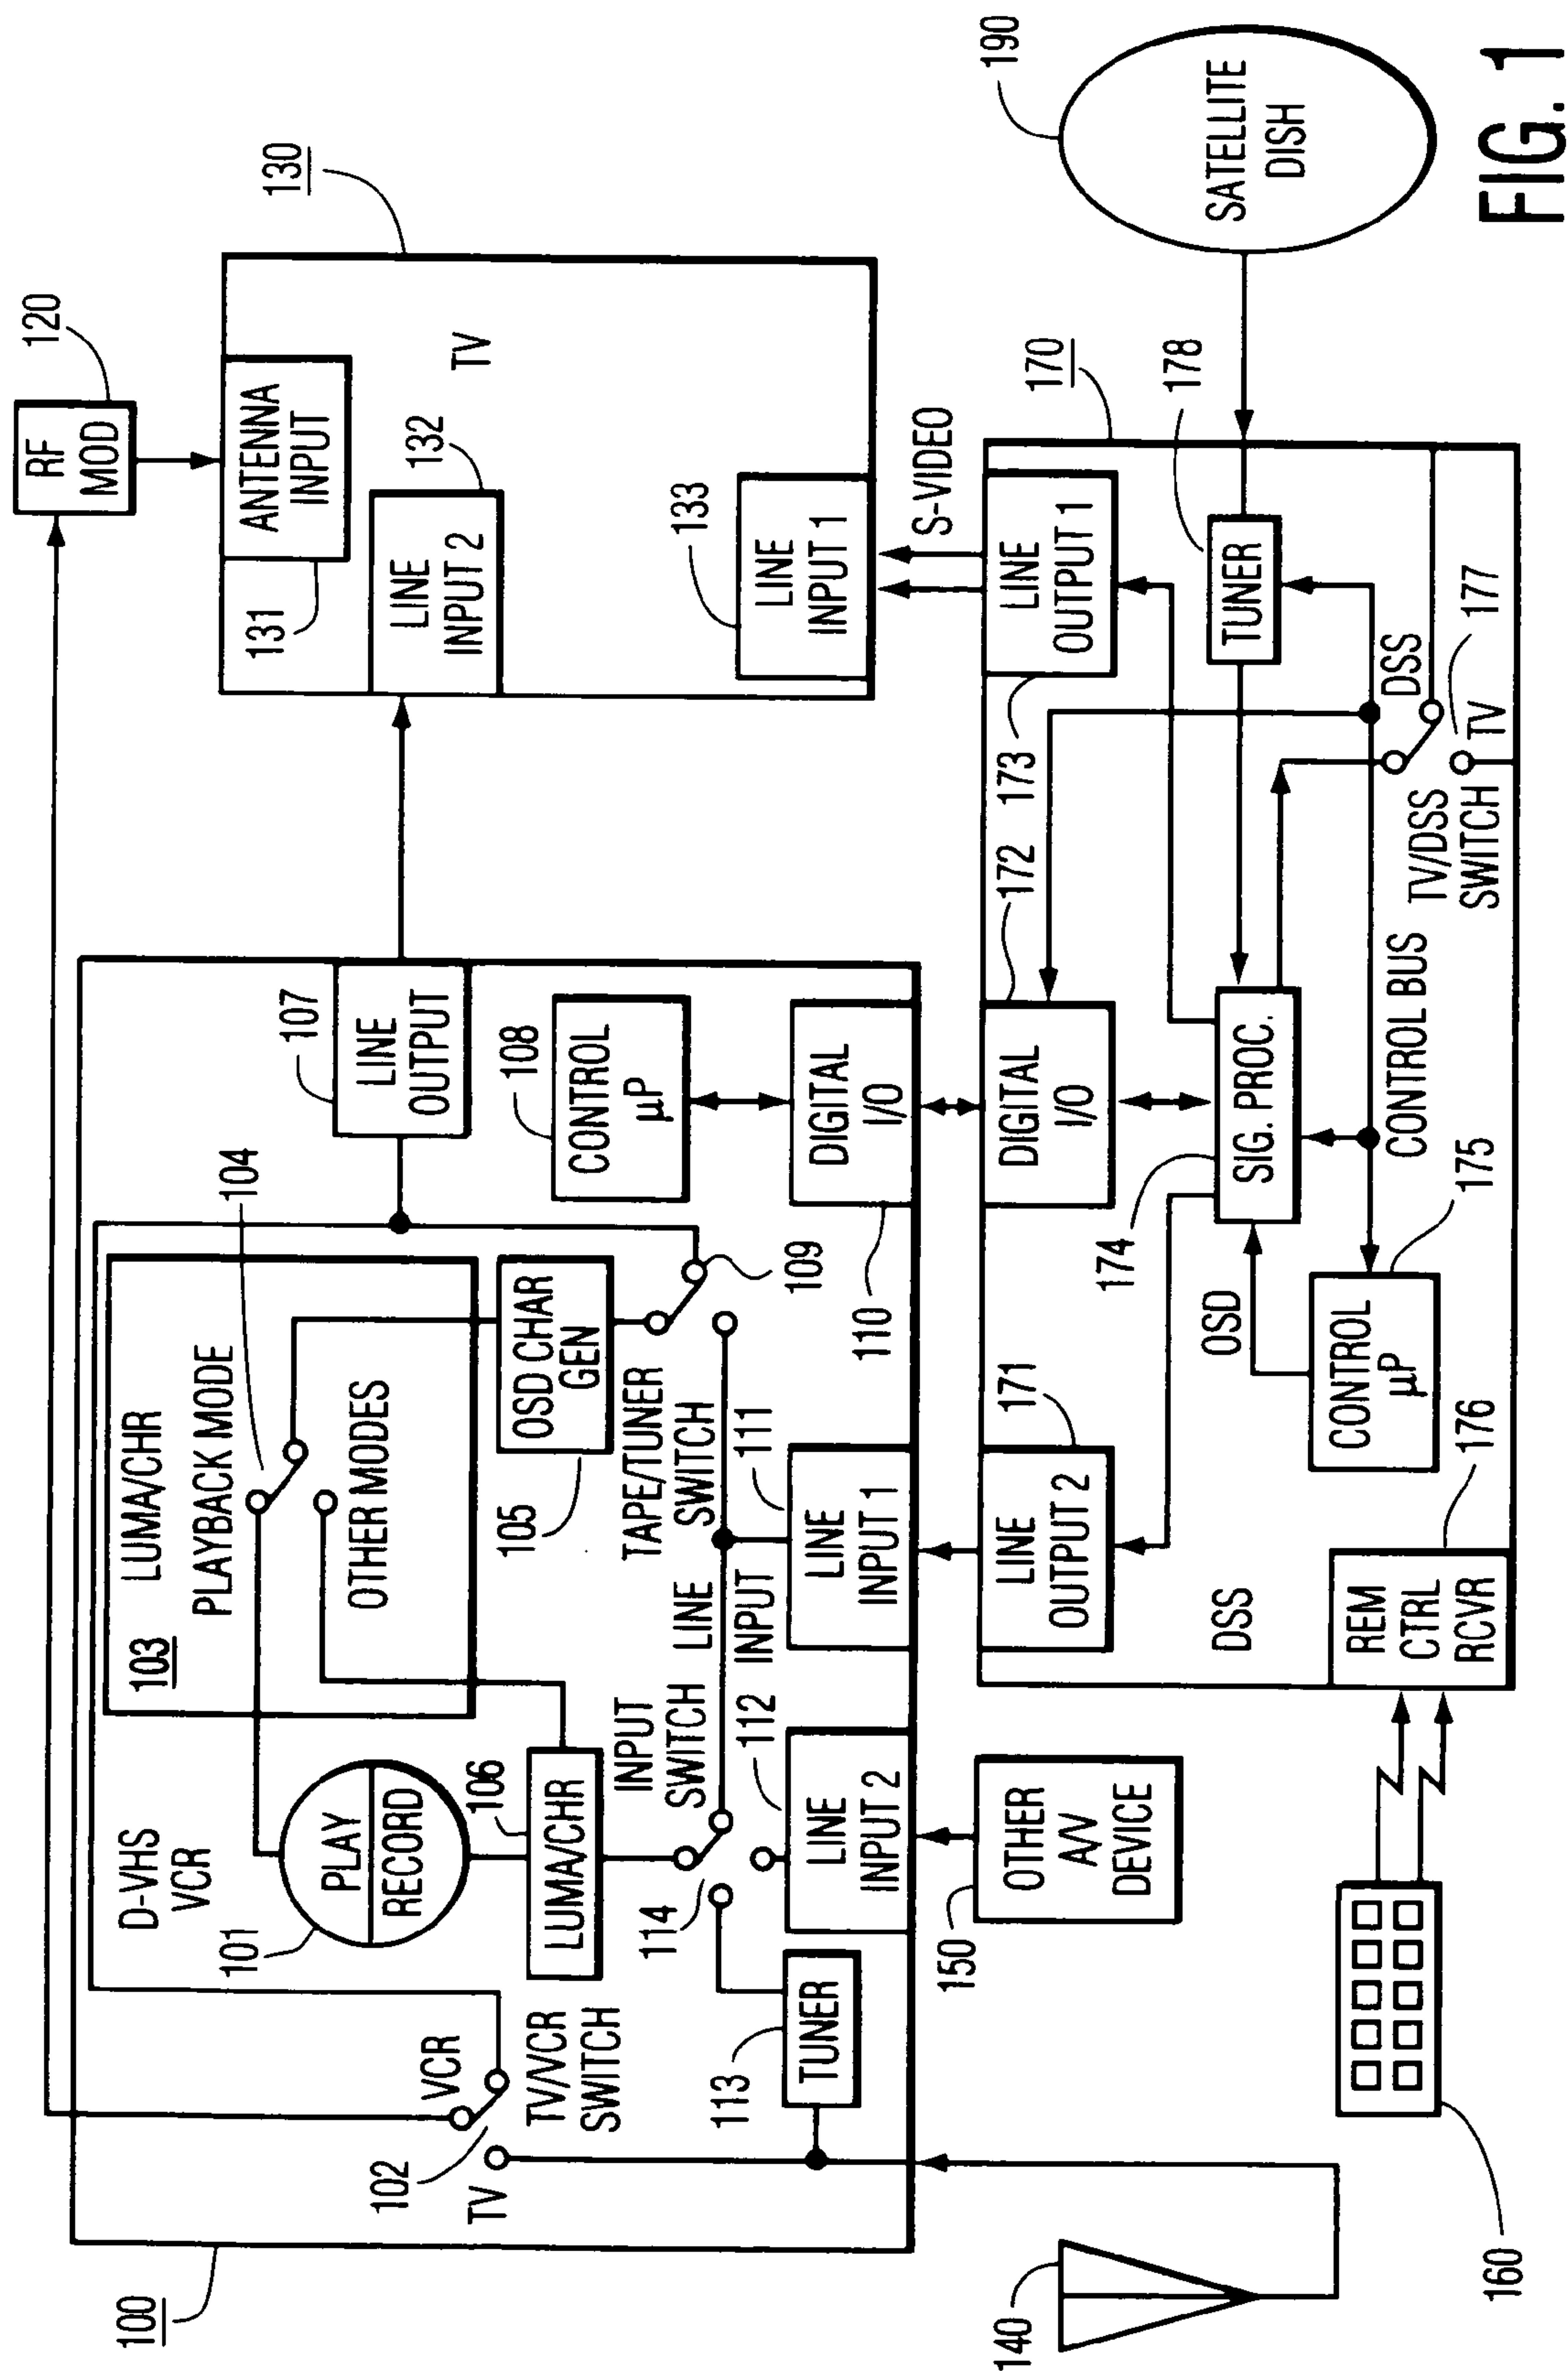 120
RF
MOD
130
ANTENNA
INPUT
131
TV
LINE
INPUT 2
132
LINE
INPUT 1
133
S-VIDEO
100
D-VHS
VCR
VCR
TV/VCR
SWITCH
102
TV
101
PLAY
RECORD
103
LUMA/CHR
PLAYBACK MODE
104
OTHER MODES
LUMA/CHR
106
OSD CHAR
GEN
105
TAPE/TUNER
SWITCH
109
LINE
OUTPUT
107
CONTROL
µP
108
DIGITAL
I/O
110
INPUT
SWITCH
114
LINE
INPUT
LINE
INPUT 1
111
LINE
INPUT 2
112
TUNER
113
140
150
OTHER
A/V
DEVICE
160
170
DSS
LINE
OUTPUT 2
171
DIGITAL
I/O
172
LINE
OUTPUT 1
173
SIG. PROC.
174
OSD
CONTROL
µP
175
REM
CTRL
RCVR
176
CONTROL BUS
TV/DSS
SWITCH
DSS
TV
177
TUNER
178
190
SATELLITE
DISH
FIG. 1